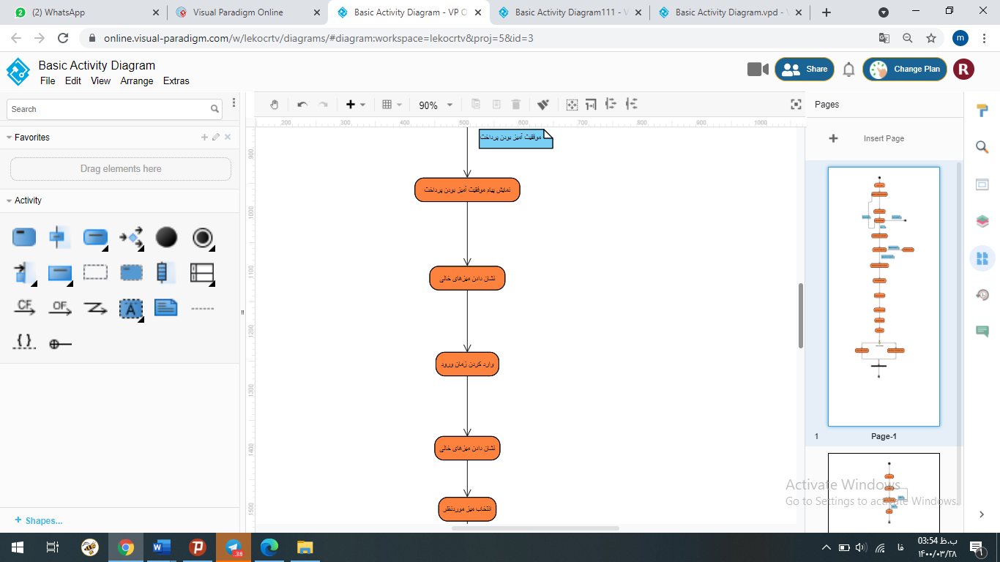 (2) WhatsApp
Visual Paradigm Online
Basic Activity Diagram - VP O
Basic Activity Diagram111 - V
Basic Activity Diagram.vpd - V
online.visual-paradigm.com/w/lekocrtv/diagrams/#diagram:workspace=lekocrtv&proj=5&id=3
m
Basic Activity Diagram
File Edit View Arrange Extras
Share
Change Plan
R
Search
90%
Pages
200 300 400 500 600 700 800 900 1000
Favorites
Insert Page
Drag elements here
Activity
CF
OF
A
{ }
Shapes...
900
1000
1100
1200
1300
1400
1500
موفقیت آمیز بودن پرداخت
نمایش پیام موفقیت آمیز بودن پرداخت
نشان دادن میزهای خالی
وارد کردن زمان ورود
نشان دادن میزهای خالی
انتخاب میز موردنظر
1
Page-1
Activate Windows
Go to Settings to activate Windows.
.38
فا
03:54 ب.ظ
۱۴۰۰/۰۳/۲۸
1